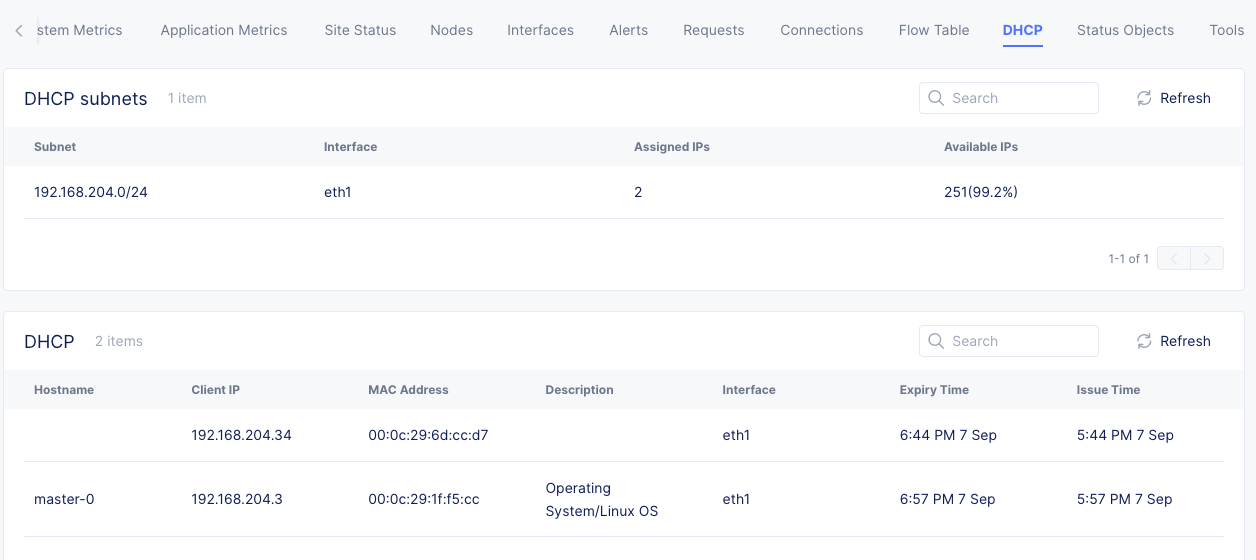 stem Metrics Application Metrics Site Status Nodes Interfaces Alerts Requests Connections Flow Table DHCP Status Objects Tools
DHCP subnets 1 item Search Refresh
Subnet Interface Assigned IPs Available IPs
192.168.204.0/24 eth1 2 251(99.2%)
1-1 of 1
DHCP 2 items Search Refresh
Hostname Client IP MAC Address Description Interface Expiry Time Issue Time
192.168.204.34 00:0c:29:6d:cc:d7 eth1 6:44 PM 7 Sep 5:44 PM 7 Sep
master-0 192.168.204.3 00:0c:29:1f:f5:cc Operating System/Linux OS eth1 6:57 PM 7 Sep 5:57 PM 7 Sep